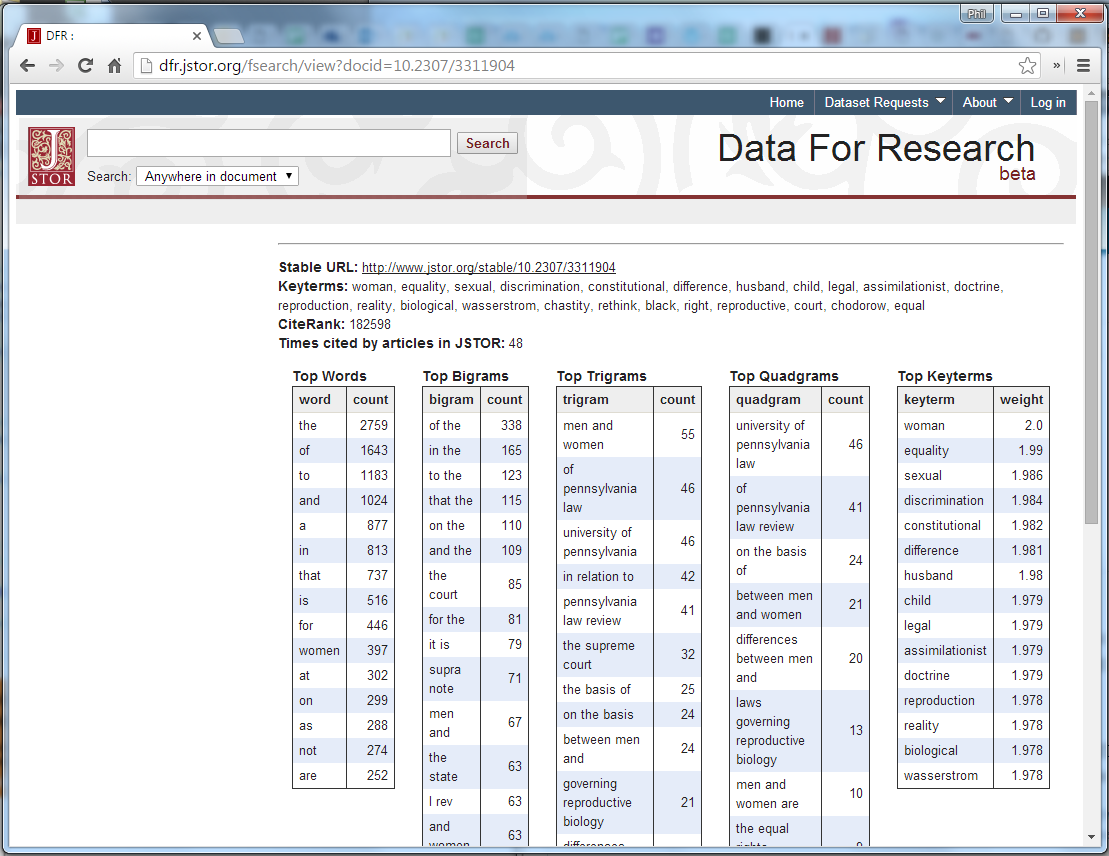 Phil
DFR :
dfr.jstor.org/fsearch/view?docid=10.2307/3311904
Home Dataset Requests About Log in
J
STOR
Search
Search: Anywhere in document
Data For Research
beta
Stable URL: http://www.jstor.org/stable/10.2307/3311904
Keyterms: woman, equality, sexual, discrimination, constitutional, difference, husband, child, legal, assimilationist, doctrine,
reproduction, reality, biological, wasserstrom, chastity, rethink, black, right, reproductive, court, chodorow, equal
CiteRank: 182598
Times cited by articles in JSTOR: 48
Top Words
word count
the 2759
of 1643
to 1183
and 1024
a 877
in 813
that 737
is 516
for 446
women 397
at 302
on 299
as 288
not 274
are 252
Top Bigrams
bigram count
of the 338
in the 165
to the 123
that the 115
on the 110
and the 109
the
court 85
for the 81
it is 79
supra
note 71
men
and 67
the
state 63
l rev 63
and
women 63
Top Trigrams
trigram count
men and
women 55
of
pennsylvania
law 46
university of
pennsylvania 46
in relation to 42
pennsylvania
law review 41
the supreme
court 32
the basis of 25
on the basis 24
between men
and 24
governing
reproductive
biology 21
differences
Top Quadgrams
quadgram count
university of
pennsylvania
law 46
of
pennsylvania
law review 41
on the basis
of 24
between men
and women 21
differences
between men
and 20
laws
governing
reproductive
biology 13
men and
women are 10
the equal
rights 9
Top Keyterms
keyterm weight
woman 2.0
equality 1.99
sexual 1.986
discrimination 1.984
constitutional 1.982
difference 1.981
husband 1.98
child 1.979
legal 1.979
assimilationist 1.979
doctrine 1.979
reproduction 1.978
reality 1.978
biological 1.978
wasserstrom 1.978